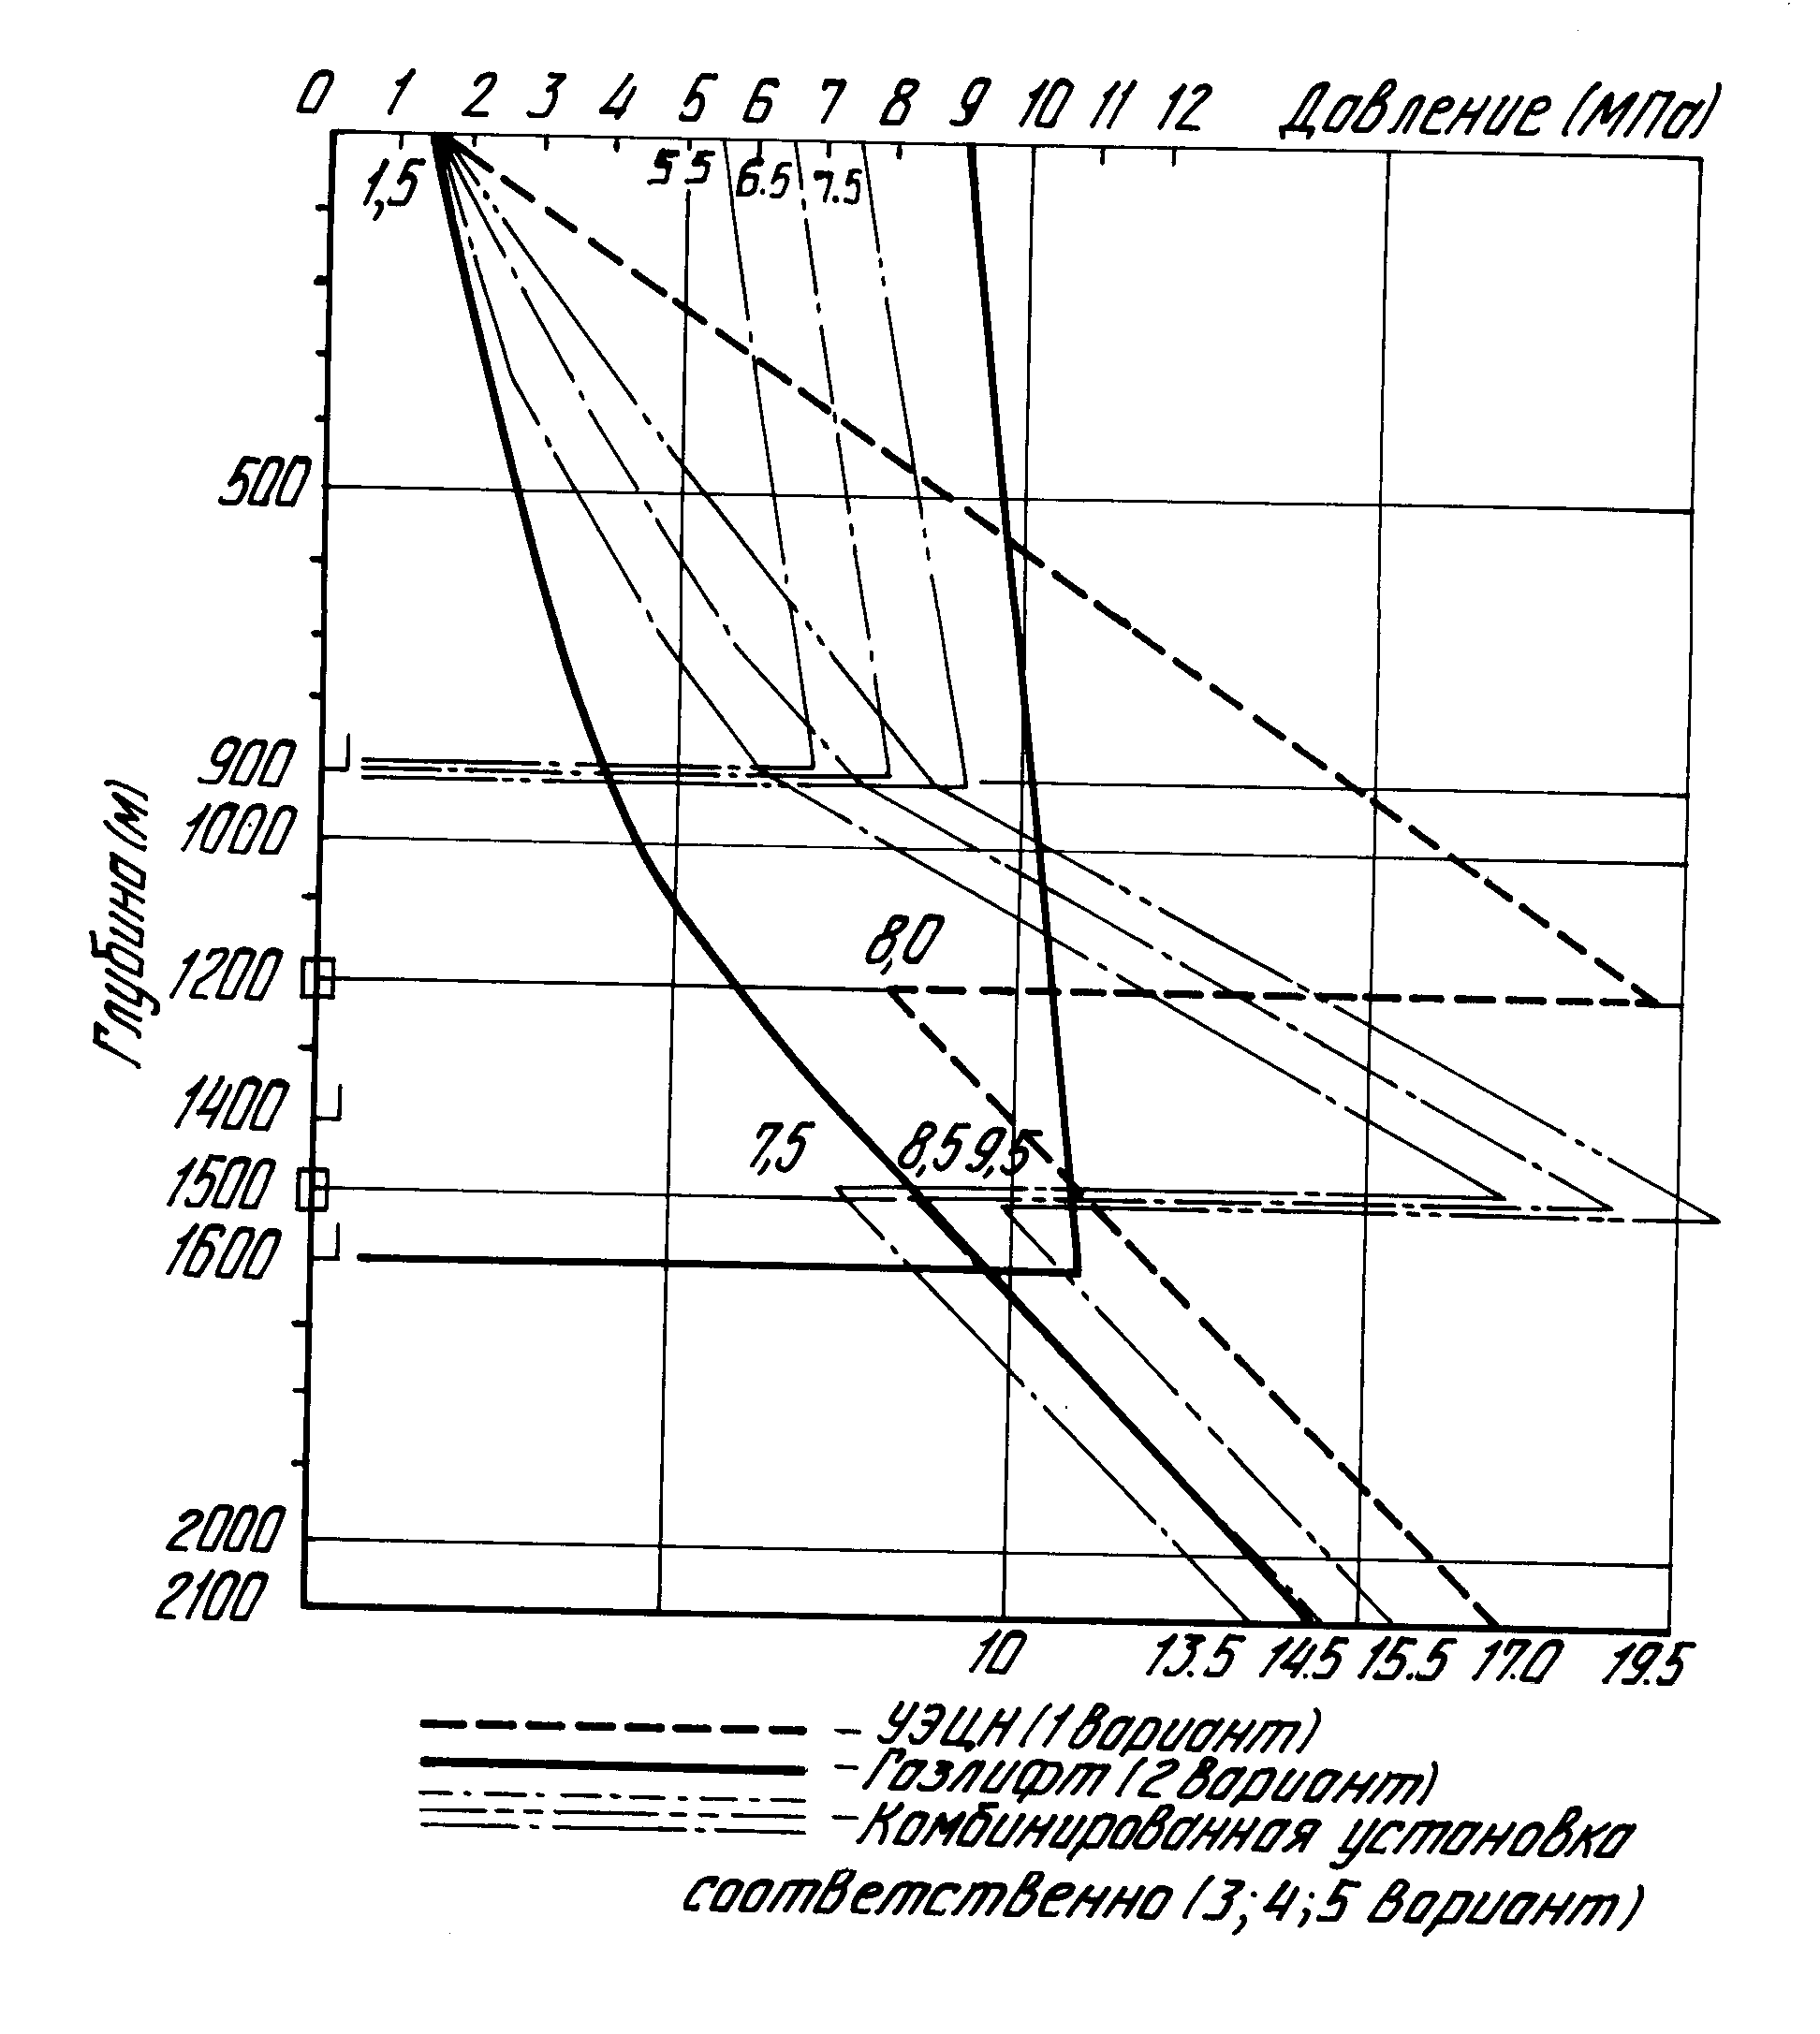 0 1 2 3 4 5 6 7 8 9 10 11 12 Давление (МПа)
1,5 5 5 6.5 7.5
500
900
1000
Глубина (м)
8,0
1200
1400
7,5 8,5 9,5
1500
1600
2000
2100
10 13.5 14.5 15.5 17.0 19.5
- УЭЦН (1 вариант)
- Газлифт (2 вариант)
- Комбинированная установка
соответственно (3; 4; 5 вариант)